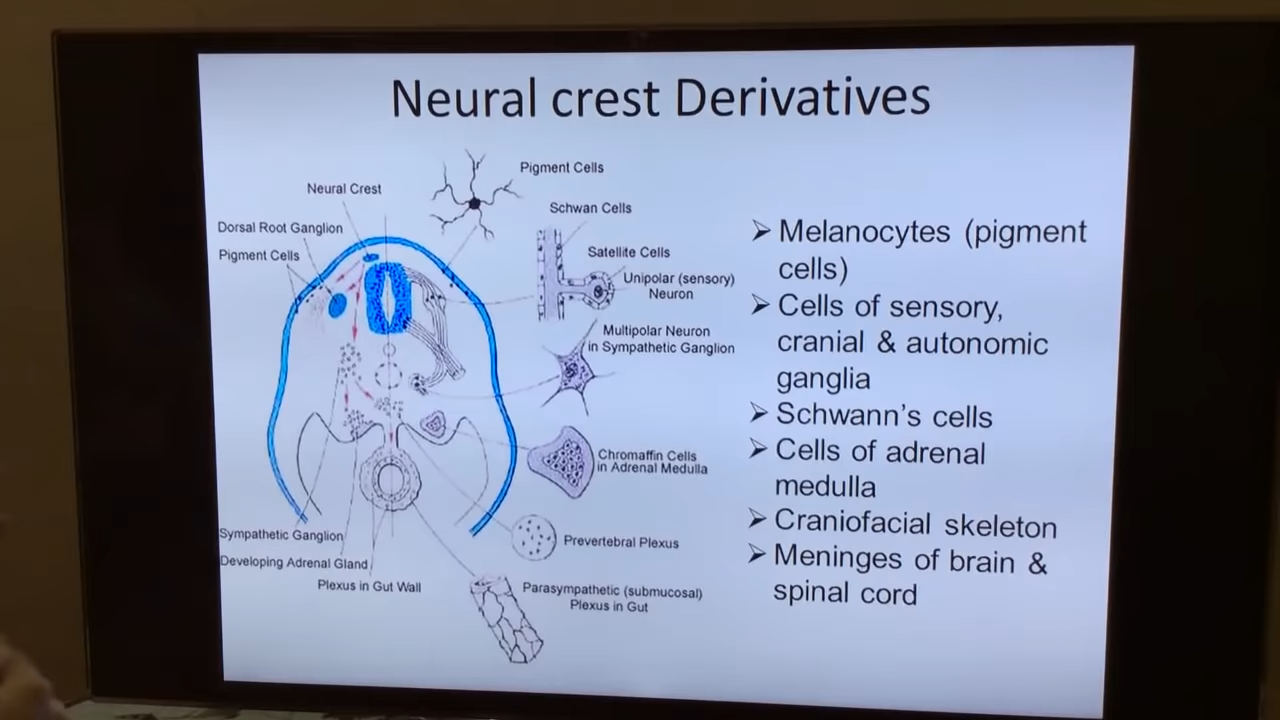 Neural crest Derivatives
Pigment Cells
Neural Crest
Schwan Cells
Dorsal Root Ganglion
Pigment Cells
Satellite Cells
Unipolar (sensory)
Neuron
Multipolar Neuron
in Sympathetic Ganglion
Chromaffin Cells
in Adrenal Medulla
Sympathetic Ganglion
Prevertebral Plexus
Developing Adrenal Gland
Plexus in Gut Wall
Parasympathetic (submucosal)
Plexus in Gut
➢ Melanocytes (pigment
cells)
➢ Cells of sensory,
cranial & autonomic
ganglia
➢ Schwann's cells
➢ Cells of adrenal
medulla
➢ Craniofacial skeleton
➢ Meninges of brain &
spinal cord